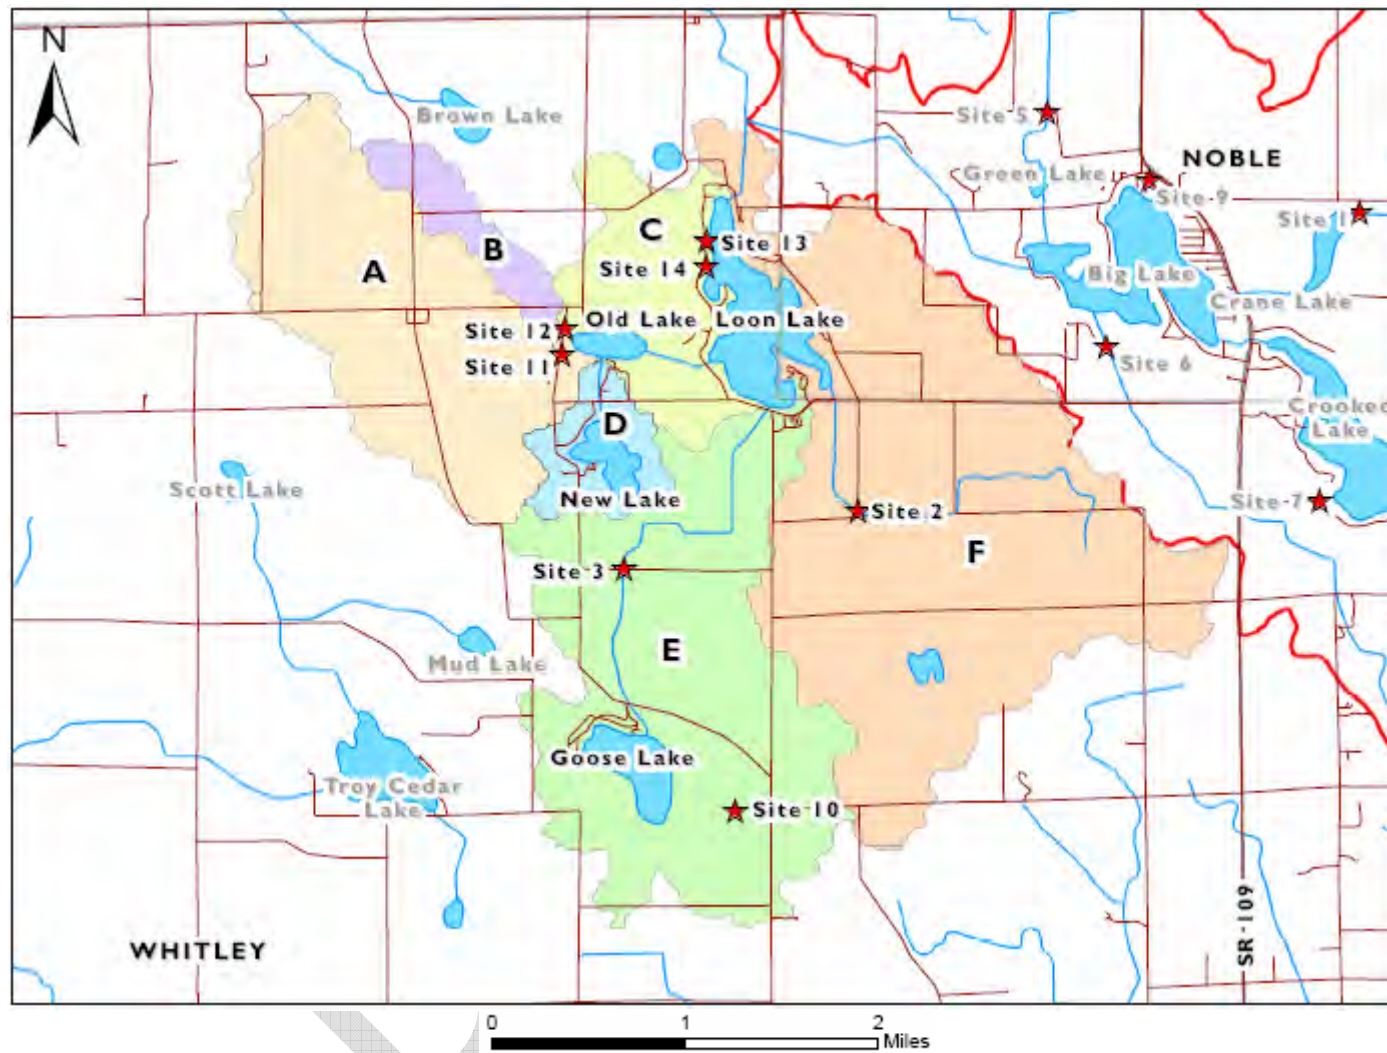 N
Brown Lake
Site 5
NOBLE
Green Lake
Site 9
Site 1
C
Site 13
B
A
Site 14
Big Lake
Crane Lake
Site 12
Old Lake
Loon Lake
Site 11
Site 6
D
Crooked
Lake
Scott Lake
New Lake
Site 2
Site 7
F
Site 3
E
Mud Lake
Goose Lake
Troy Cedar
Lake
Site 10
WHITLEY
SR-109
0 1 2
Miles